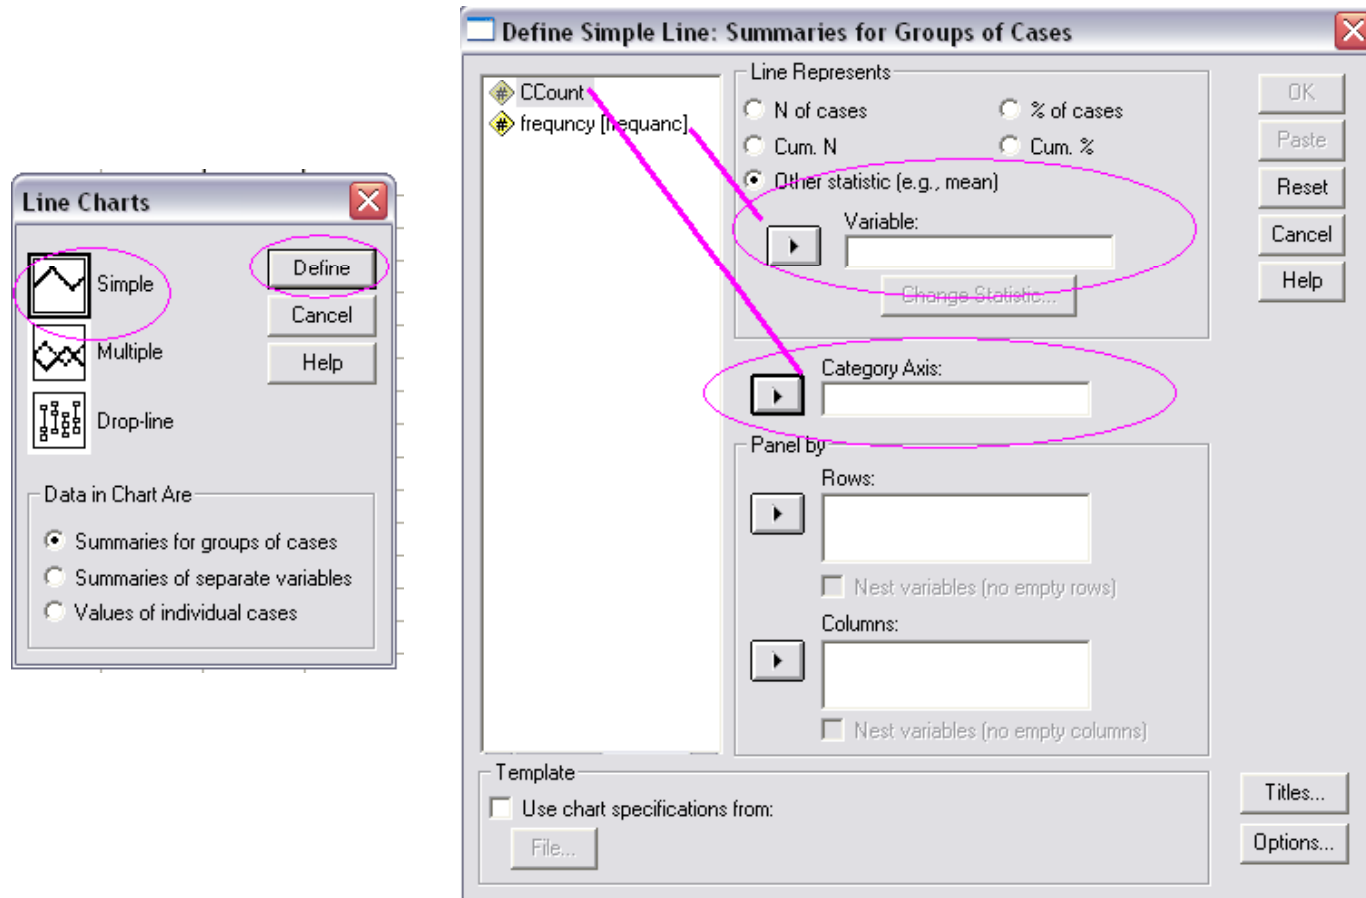 Line Charts
Simple
Define
Cancel
Multiple
Help
Drop-line
Data in Chart Are
Summaries for groups of cases
Summaries of separate variables
Values of individual cases
Define Simple Line: Summaries for Groups of Cases
CCount
frequncy [frequanc]
Line Represents
N of cases
% of cases
Cum. N
Cum. %
Other statistic (e.g., mean)
Variable:
Change Statistic...
Category Axis:
Panel by
Rows:
Nest variables (no empty rows)
Columns:
Nest variables (no empty columns)
Template
Use chart specifications from:
File...
OK
Paste
Reset
Cancel
Help
Titles...
Options...